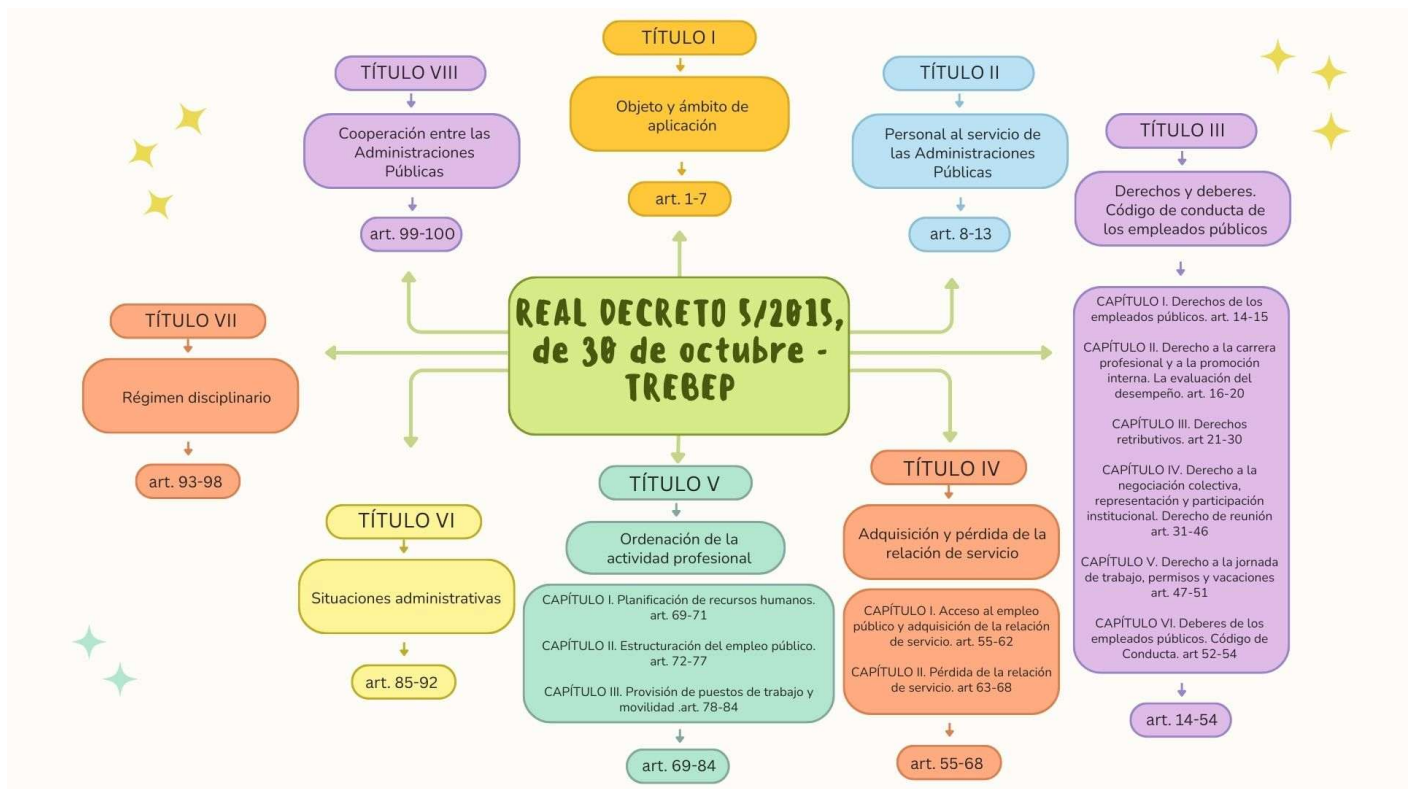 REAL DECRETO 5/2015,
de 30 de octubre -
TREBEP
TÍTULO I
Objeto y ámbito de
aplicación
art. 1-7
TÍTULO II
Personal al servicio de
las Administraciones
Públicas
art. 8-13
TÍTULO III
Derechos y deberes.
Código de conducta de
los empleados públicos
CAPÍTULO I. Derechos de los
empleados públicos. art. 14-15
CAPÍTULO II. Derecho a la carrera
profesional y a la promoción
interna. La evaluación del
desempeño. art. 16-20
CAPÍTULO III. Derechos
retributivos. art 21-30
CAPÍTULO IV. Derecho a la
negociación colectiva,
representación y participación
institucional. Derecho de reunión
art. 31-46
CAPÍTULO V. Derecho a la jornada
de trabajo, permisos y vacaciones
art. 47-51
CAPÍTULO VI. Deberes de los
empleados públicos. Código de
Conducta. art 52-54
art. 14-54
TÍTULO IV
Adquisición y pérdida de la
relación de servicio
CAPÍTULO I. Acceso al empleo
público y adquisición de la relación
de servicio. art. 55-62
CAPÍTULO II. Pérdida de la relación
de servicio. art 63-68
art. 55-68
TÍTULO V
Ordenación de la
actividad profesional
CAPÍTULO I. Planificación de recursos humanos.
art. 69-71
CAPÍTULO II. Estructuración del empleo público.
art. 72-77
CAPÍTULO III. Provisión de puestos de trabajo y
movilidad .art. 78-84
art. 69-84
TÍTULO VI
Situaciones administrativas
art. 85-92
TÍTULO VII
Régimen disciplinario
art. 93-98
TÍTULO VIII
Cooperación entre las
Administraciones
Públicas
art. 99-100